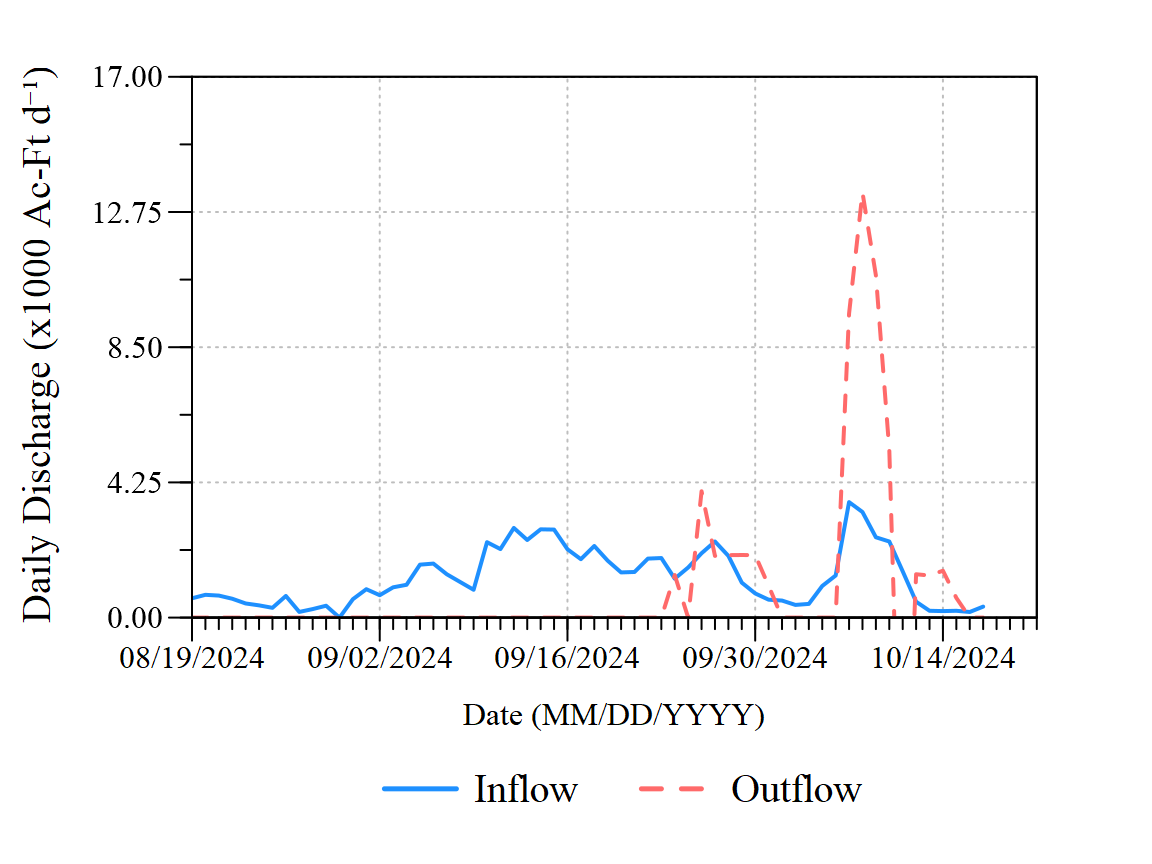 Daily Discharge (x1000 Ac-Ft d⁻¹)
17.00
12.75
8.50
4.25
0.00
08/19/2024 09/02/2024 09/16/2024 09/30/2024 10/14/2024
Date (MM/DD/YYYY)
Inflow Outflow